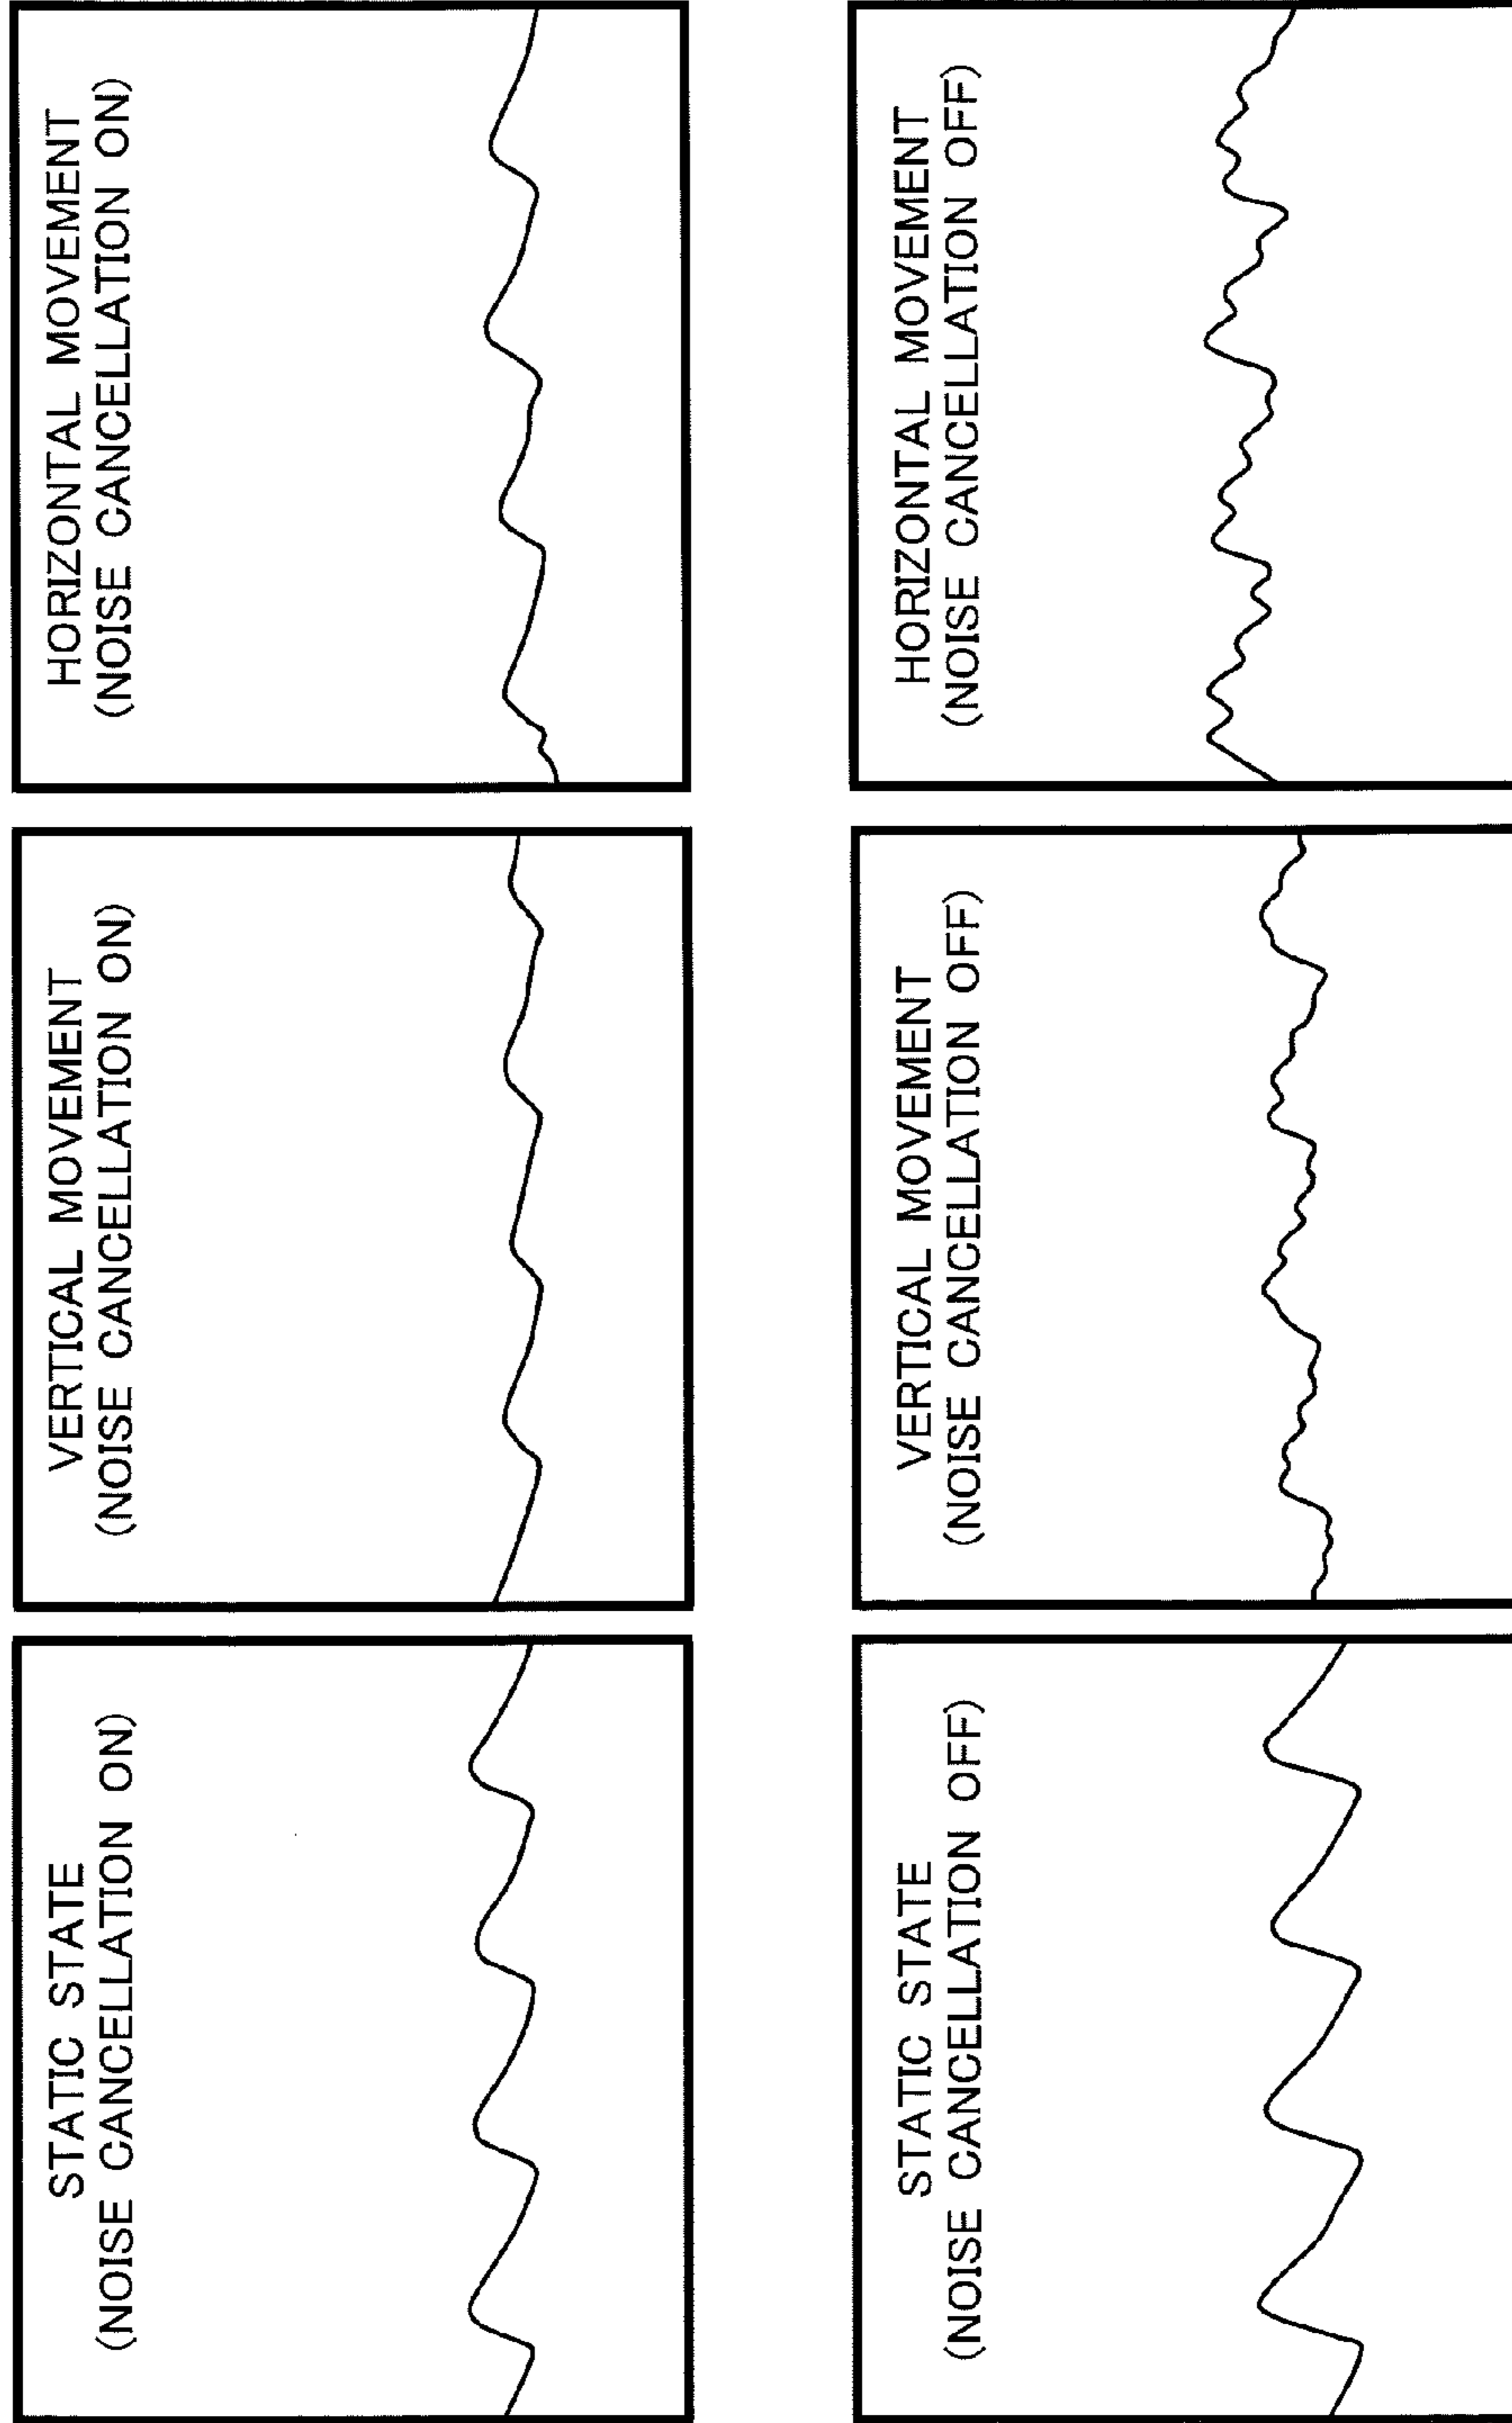 STATIC STATE
(NOISE CANCELLATION ON)
VERTICAL MOVEMENT
(NOISE CANCELLATION ON)
HORIZONTAL MOVEMENT
(NOISE CANCELLATION ON)
STATIC STATE
(NOISE CANCELLATION OFF)
VERTICAL MOVEMENT
(NOISE CANCELLATION OFF)
HORIZONTAL MOVEMENT
(NOISE CANCELLATION OFF)